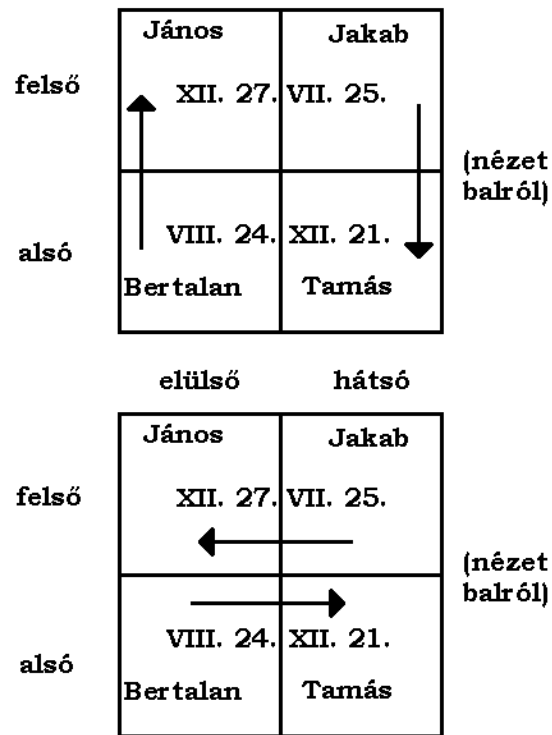 János Jakab
felső XII. 27. VII. 25.
(nézet
balról)
alsó VIII. 24. XII. 21.
Bertalan Tamás
elülső hátsó
János Jakab
felső XII. 27. VII. 25.
(nézet
balról)
alsó VIII. 24. XII. 21.
Bertalan Tamás